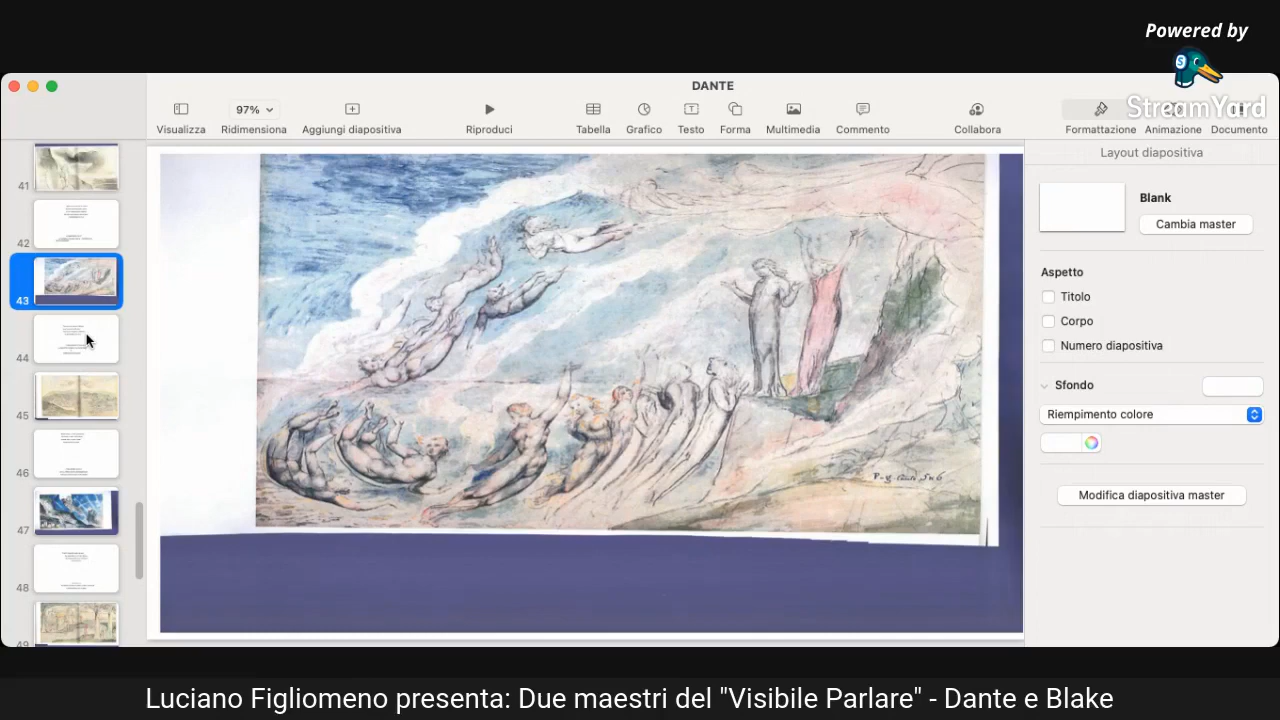 Powered by
StreamYard
DANTE
97%
Visualizza
Ridimensiona
Aggiungi diapositiva
Riproduci
Tabella
Grafico
Testo
Forma
Multimedia
Commento
Collabora
Formattazione
Animazione
Documento
Layout diapositiva
Blank
Cambia master
Aspetto
Titolo
Corpo
Numero diapositiva
Sfondo
Riempimento colore
Modifica diapositiva master
41
42
43
44
45
46
47
48
49
Luciano Figliomeno presenta: Due maestri del "Visibile Parlare" - Dante e Blake